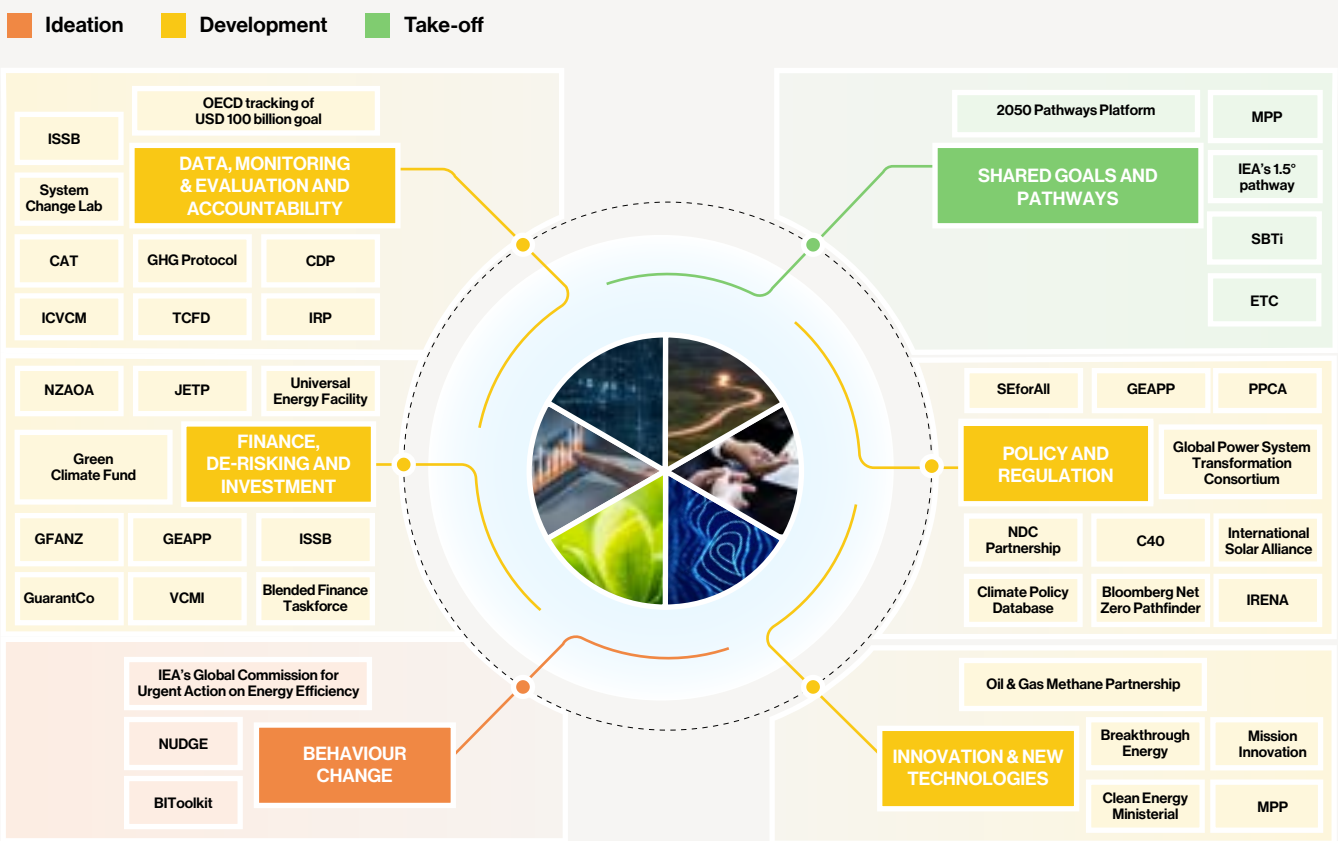 Ideation
Development
Take-off
OECD tracking of
USD 100 billion goal
ISSB
System
Change Lab
DATA, MONITORING
& EVALUATION AND
ACCOUNTABILITY
CAT
GHG Protocol
CDP
ICVCM
TCFD
IRP
2050 Pathways Platform
MPP
SHARED GOALS AND
PATHWAYS
IEA's 1.5°
pathway
SBTi
ETC
NZAOA
JETP
Universal
Energy Facility
Green
Climate Fund
FINANCE,
DE-RISKING AND
INVESTMENT
GFANZ
GEAPP
ISSB
GuarantCo
VCMI
Blended Finance
Taskforce
SEforAll
GEAPP
PPCA
POLICY AND
REGULATION
Global Power System
Transformation
Consortium
NDC
Partnership
C40
International
Solar Alliance
Climate Policy
Database
Bloomberg Net
Zero Pathfinder
IRENA
IEA's Global Commission for
Urgent Action on Energy Efficiency
NUDGE
BIToolkit
BEHAVIOUR
CHANGE
Oil & Gas Methane Partnership
INNOVATION & NEW
TECHNOLOGIES
Breakthrough
Energy
Mission
Innovation
Clean Energy
Ministerial
MPP